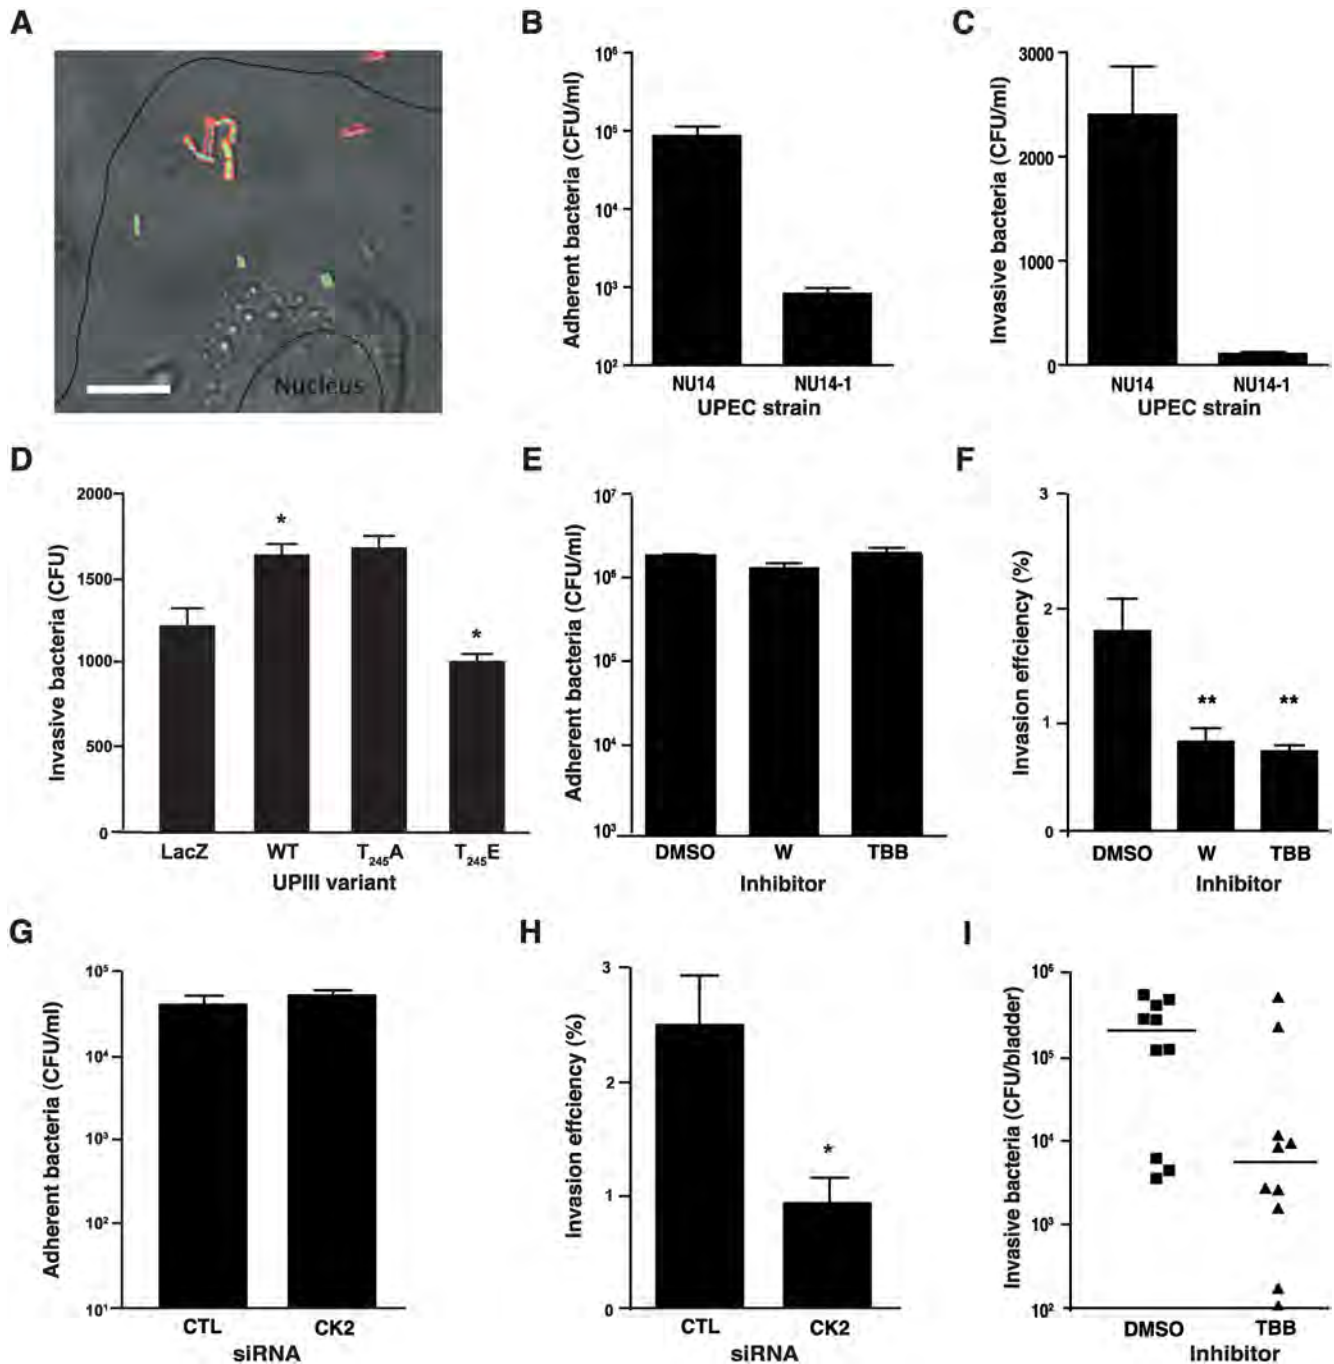 A
Nucleus
B
Adherent bacteria (CFU/ml)
10⁶
10⁵
10⁴
10³
10²
NU14 NU14-1
UPEC strain
C
Invasive bacteria (CFU/ml)
3000
2000
1000
0
NU14 NU14-1
UPEC strain
D
Invasive bacteria (CFU)
2000
1500
1000
500
0
*
*
LacZ WT T₂₄₅A T₂₄₅E
UPIII variant
E
Adherent bacteria (CFU/ml)
10⁷
10⁶
10⁵
10⁴
10³
DMSO W TBB
Inhibitor
F
Invasion effciency (%)
3
2
1
0
** **
DMSO W TBB
Inhibitor
G
Adherent bacteria (CFU/ml)
10⁵
10⁴
10³
10²
10¹
CTL CK2
siRNA
H
Invasion effciency (%)
3
2
1
0
*
CTL CK2
siRNA
I
Invasive bacteria (CFU/bladder)
10⁶
10⁵
10⁴
10³
10²
DMSO TBB
Inhibitor